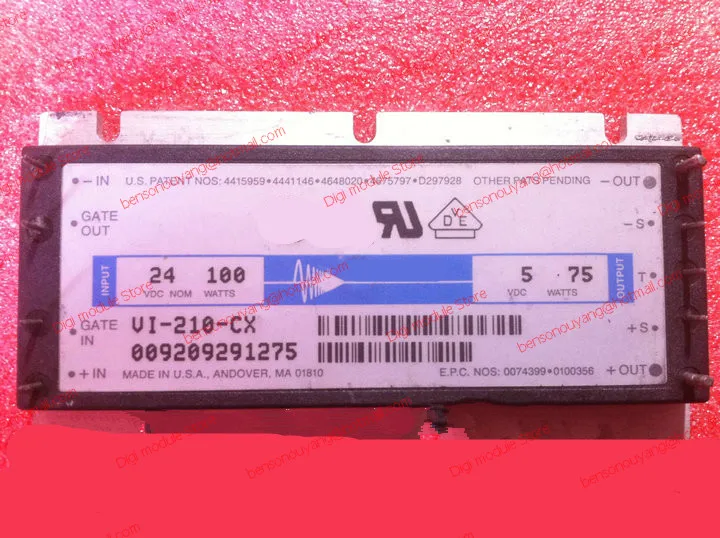 - IN U.S. PATENT NOS: 4415959•4441146•4648020•4675797•D297928 OTHER PATS PENDING - OUT
GATE OUT
DE
- S
INPUT
24 100
VDC NOM WATTS
5 75
VDC WATTS
OUTPUT
T
GATE IN
VI-210-CX
009209291275
+ S
+ IN MADE IN U.S.A., ANDOVER, MA 01810 E.P.C. NOS: 0074399•0100356 + OUT
Digi module Store
bensonouyang@hotmail.com